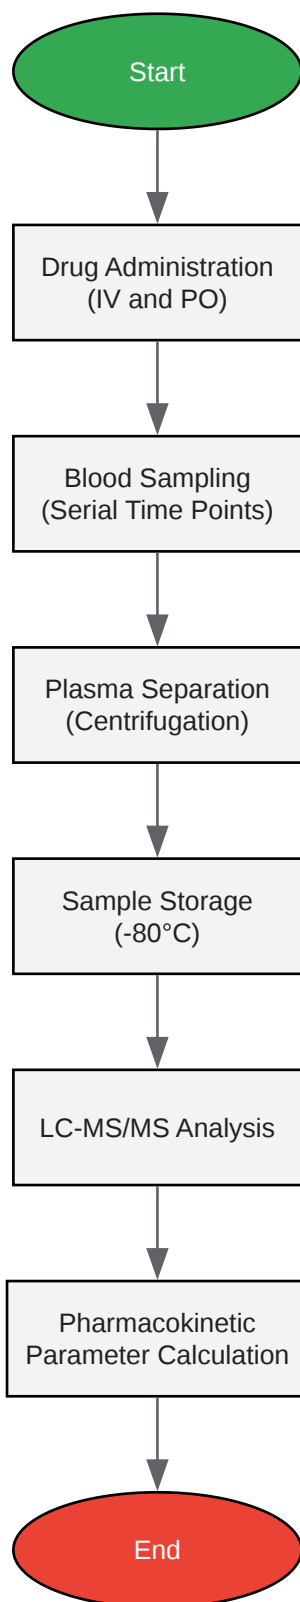 Start
Drug Administration
(IV and PO)
Blood Sampling
(Serial Time Points)
Plasma Separation
(Centrifugation)
Sample Storage
(-80°C)
LC-MS/MS Analysis
Pharmacokinetic
Parameter Calculation
End